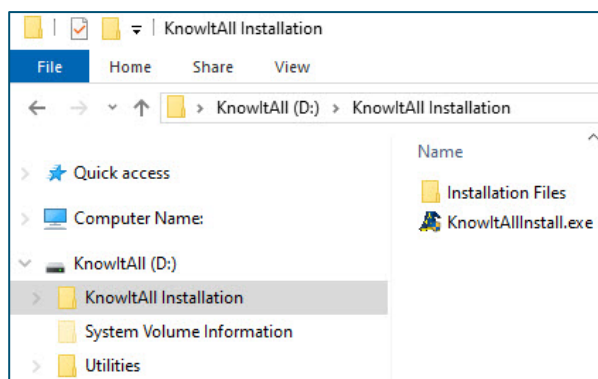 KnowItAll Installation
File Home Share View
KnowItAll (D:) KnowItAll Installation
Quick access
Computer Name:
KnowItAll (D:)
KnowItAll Installation
System Volume Information
Utilities
Name
Installation Files
KnowItAllInstall.exe